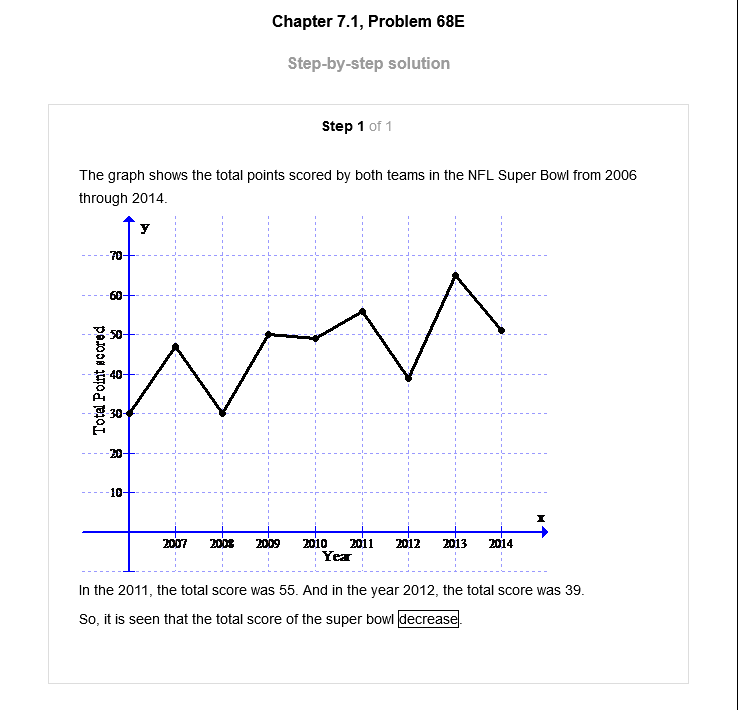 Chapter 7.1, Problem 68E
Step-by-step solution
Step 1 of 1
The graph shows the total points scored by both teams in the NFL Super Bowl from 2006
through 2014.
y
70
60
50
40
30
20
10
Total Point scored
x
2007 2008 2009 2010 2011 2012 2013 2014
Year
In the 2011, the total score was 55. And in the year 2012, the total score was 39.
So, it is seen that the total score of the super bowl decrease.